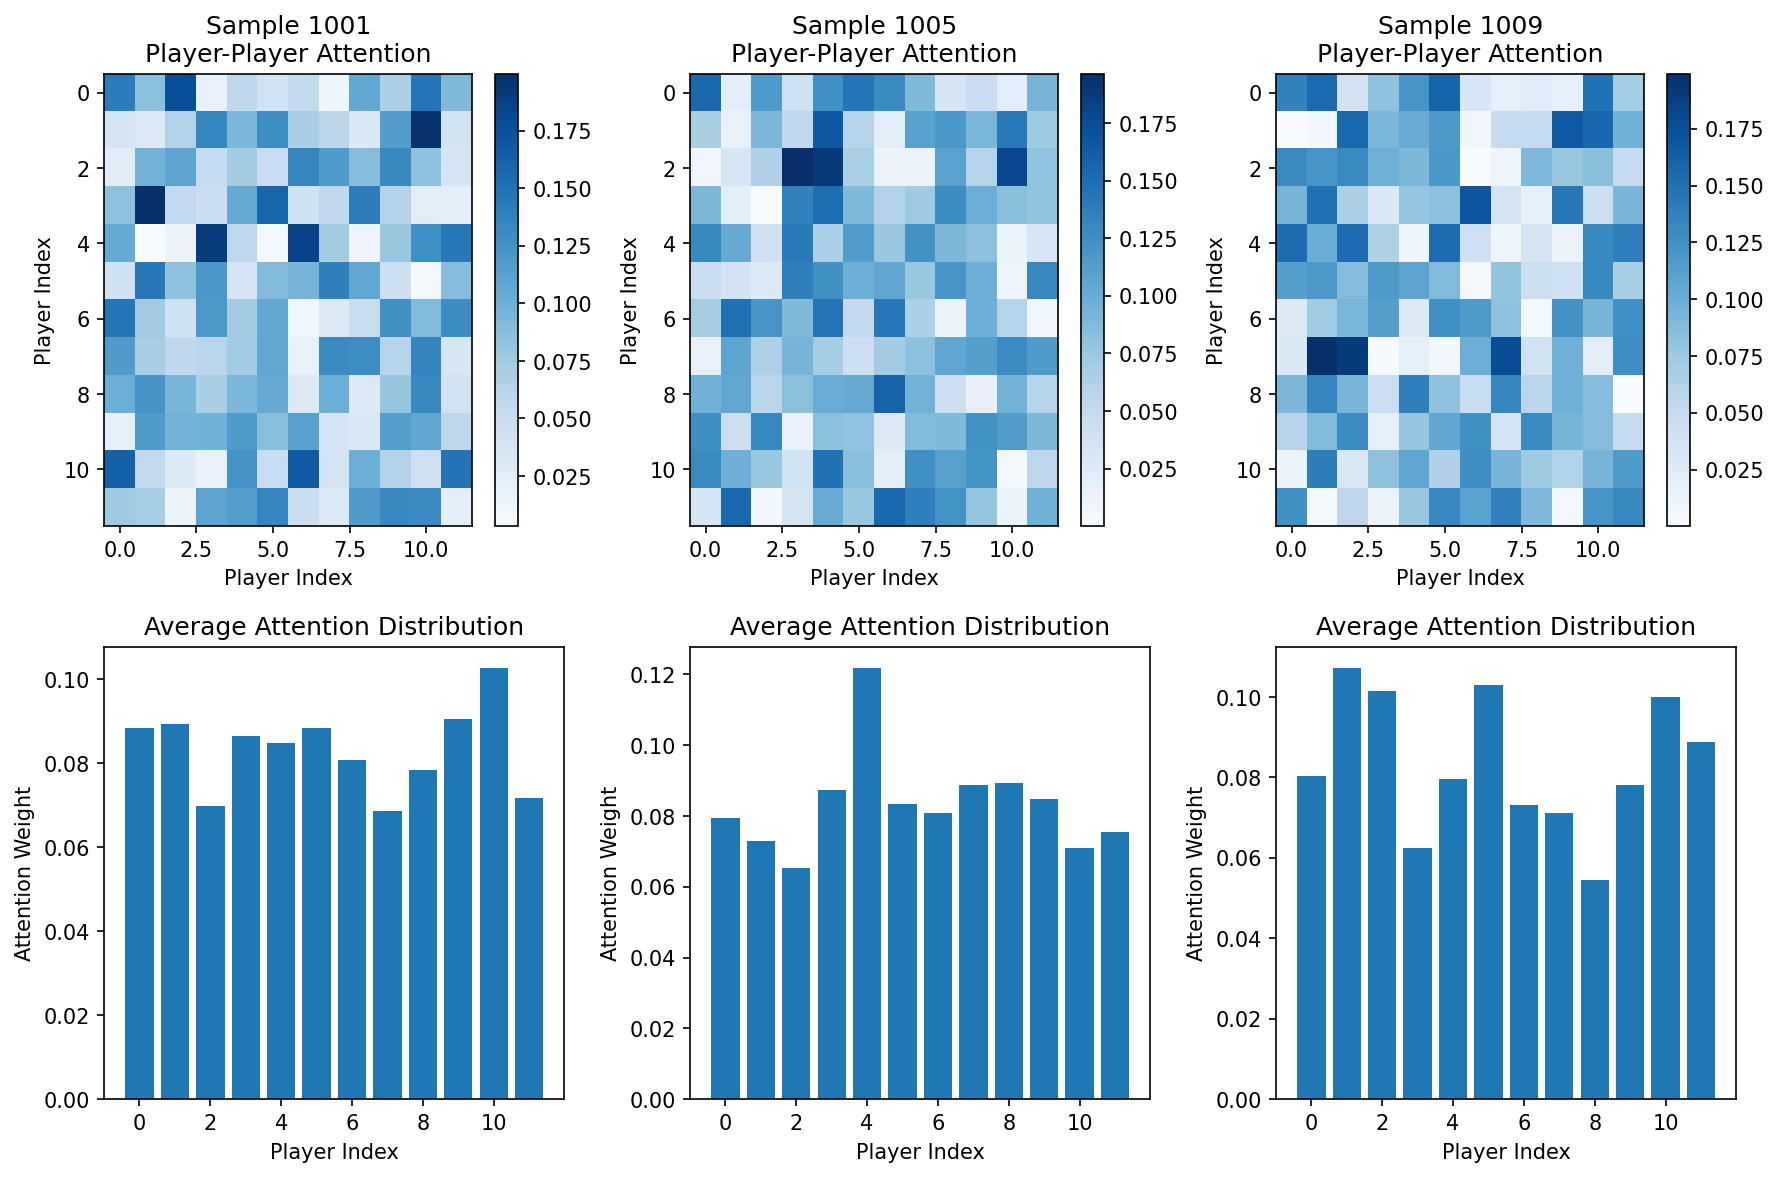 Sample 1001
Player-Player Attention
0
2
4
6
8
10
Player Index
0.0 2.5 5.0 7.5 10.0
Player Index
0.175
0.150
0.125
0.100
0.075
0.050
0.025
Sample 1005
Player-Player Attention
0
2
4
6
8
10
Player Index
0.0 2.5 5.0 7.5 10.0
Player Index
0.175
0.150
0.125
0.100
0.075
0.050
0.025
Sample 1009
Player-Player Attention
0
2
4
6
8
10
Player Index
0.0 2.5 5.0 7.5 10.0
Player Index
0.175
0.150
0.125
0.100
0.075
0.050
0.025
Average Attention Distribution
0.10
0.08
0.06
0.04
0.02
0.00
Attention Weight
0 2 4 6 8 10
Player Index
Average Attention Distribution
0.12
0.10
0.08
0.06
0.04
0.02
0.00
Attention Weight
0 2 4 6 8 10
Player Index
Average Attention Distribution
0.10
0.08
0.06
0.04
0.02
0.00
Attention Weight
0 2 4 6 8 10
Player Index